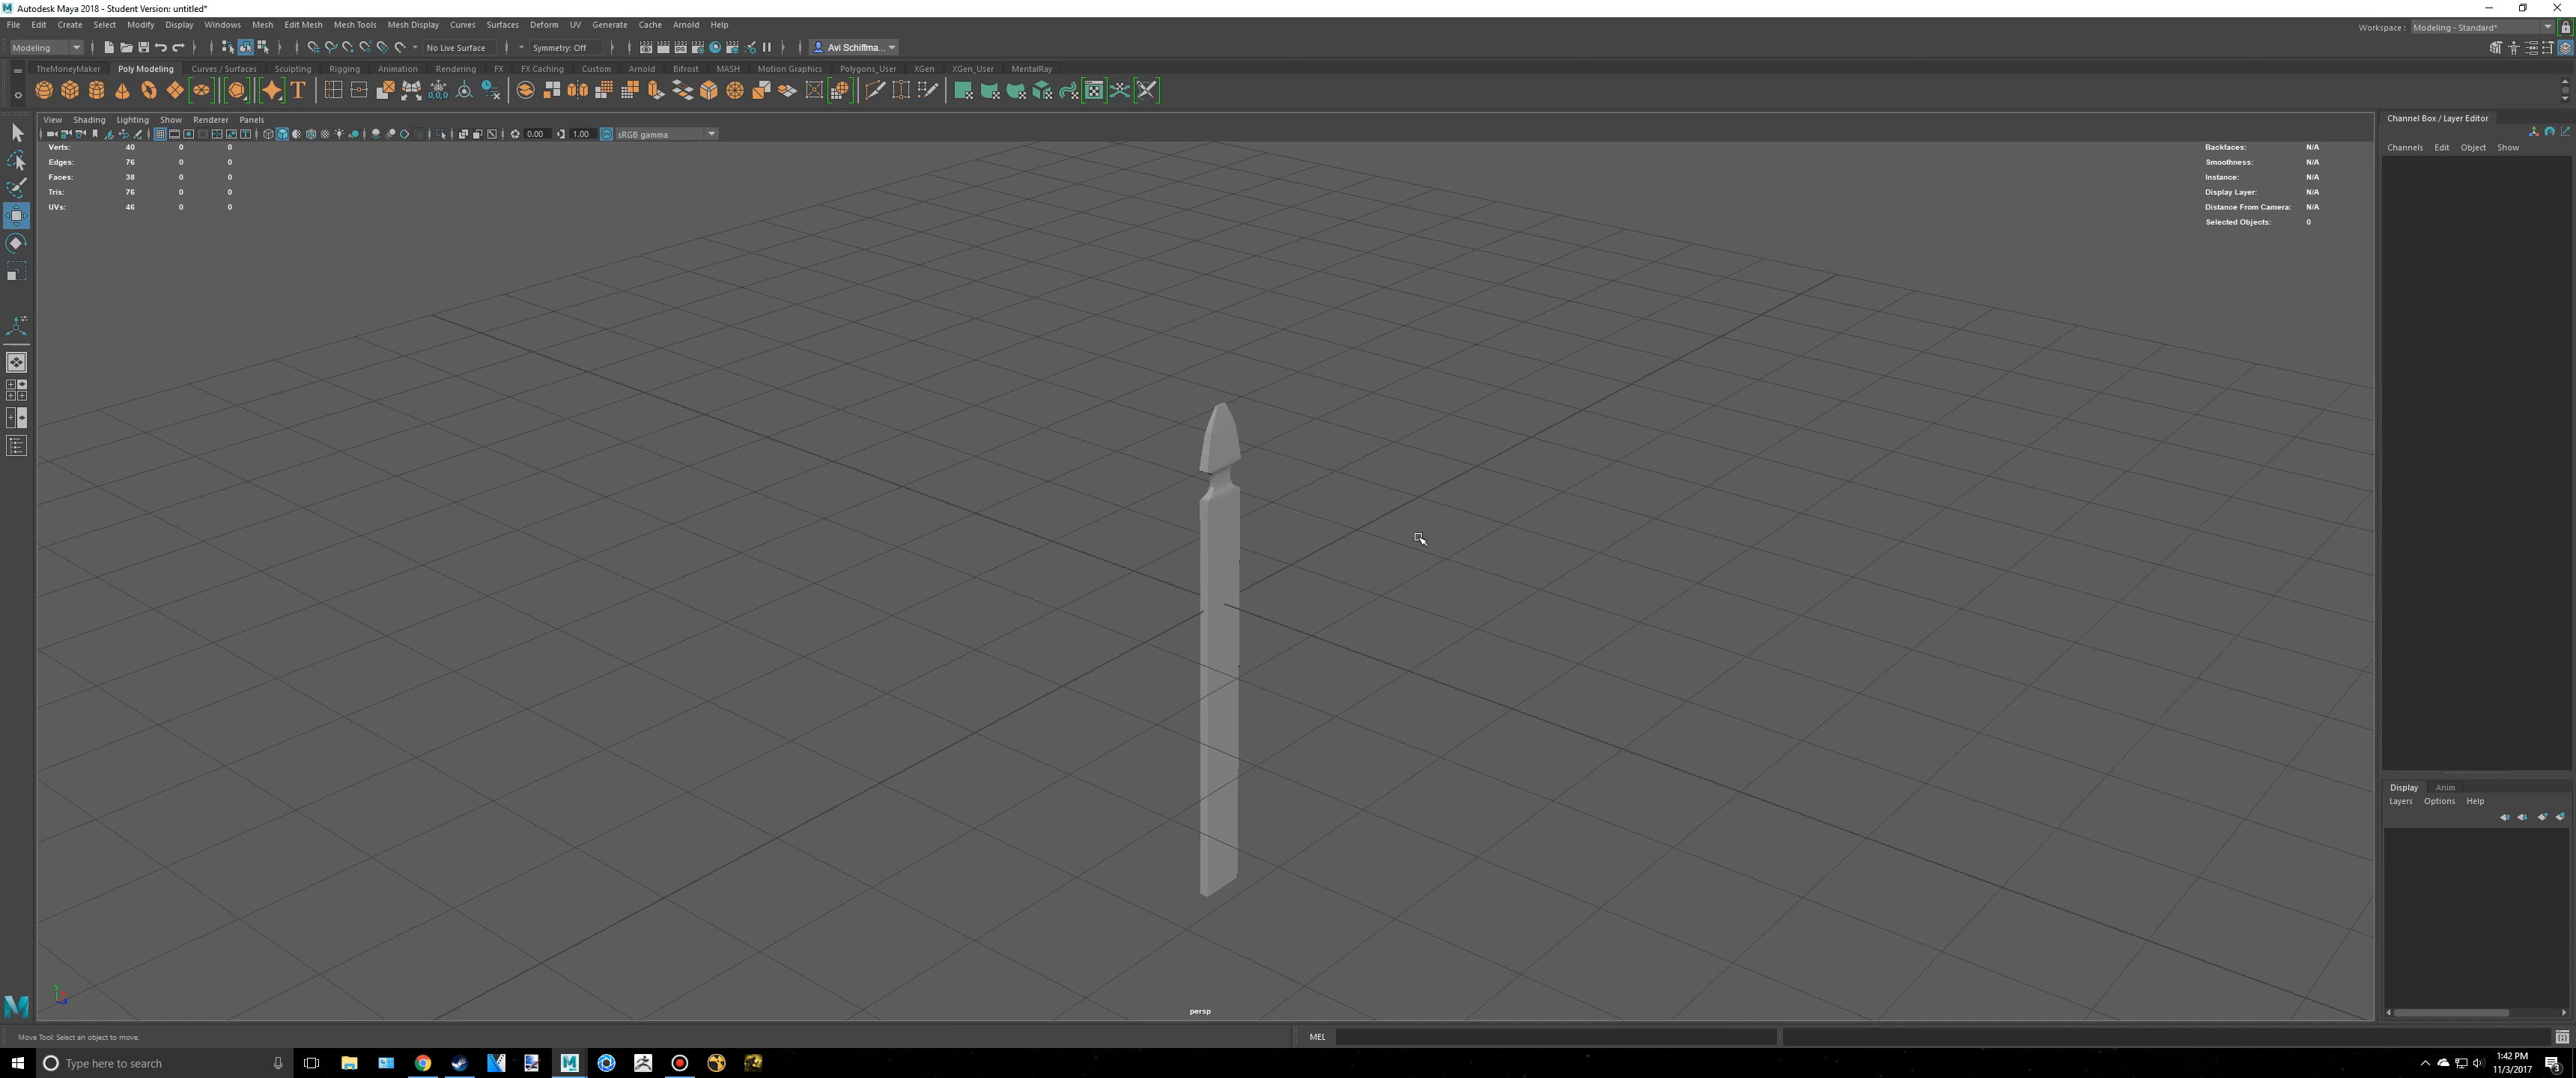 Autodesk Maya 2018 - Student Version: untitled*
File Edit Create Select Modify Display Windows Mesh Edit Mesh Mesh Tools Mesh Display Curves Surfaces Deform UV Generate Cache Arnold Help
Workspace : Modeling - Standard*
Modeling No Live Surface Symmetry: Off Avi Schiffma...
TheMoneyMaker Poly Modeling Curves / Surfaces Sculpting Rigging Animation Rendering FX FX Caching Custom Arnold Bifrost MASH Motion Graphics Polygons_User XGen XGen_User MentalRay
View Shading Lighting Show Renderer Panels
Channel Box / Layer Editor
0.00 1.00 sRGB gamma
Channels Edit Object Show
Verts: 40 0 0
Edges: 76 0 0
Faces: 38 0 0
Tris: 76 0 0
UVs: 46 0 0
Backfaces: N/A
Smoothness: N/A
Instance: N/A
Display Layer: N/A
Distance From Camera: N/A
Selected Objects: 0
Display Anim
Layers Options Help
persp
Move Tool: Select an object to move.
MEL
Type here to search
1:42 PM
11/3/2017
3